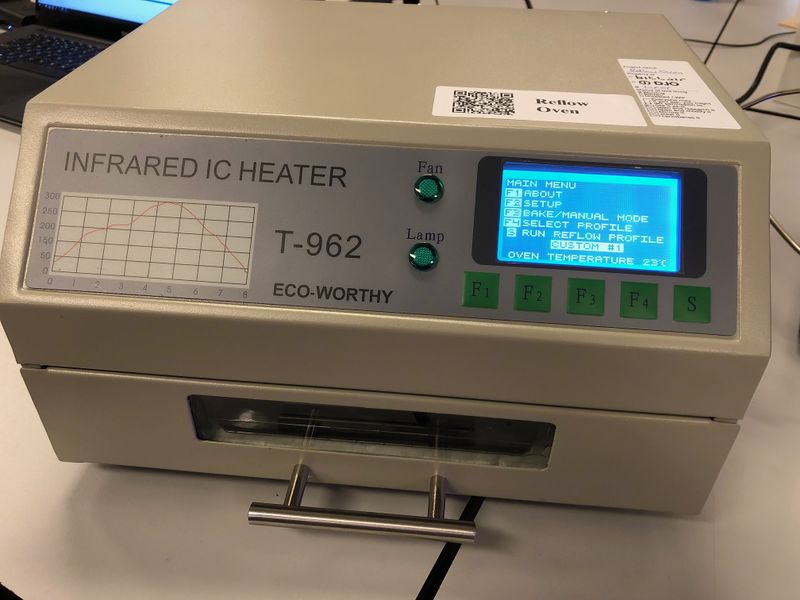 INFRARED IC HEATER
300
250
200
150
100
50
0
0 1 2 3 4 5 6 7 8
T-962
ECO-WORTHY
Fan
Lamp
Reflow
Oven
MAIN MENU
F1 ABOUT
F2 SETUP
F3 BAKE/MANUAL MODE
F4 SELECT PROFILE
S RUN REFLOW PROFILE
CUSTOM #1
OVEN TEMPERATURE 23°C
F1 F2 F3 F4 S